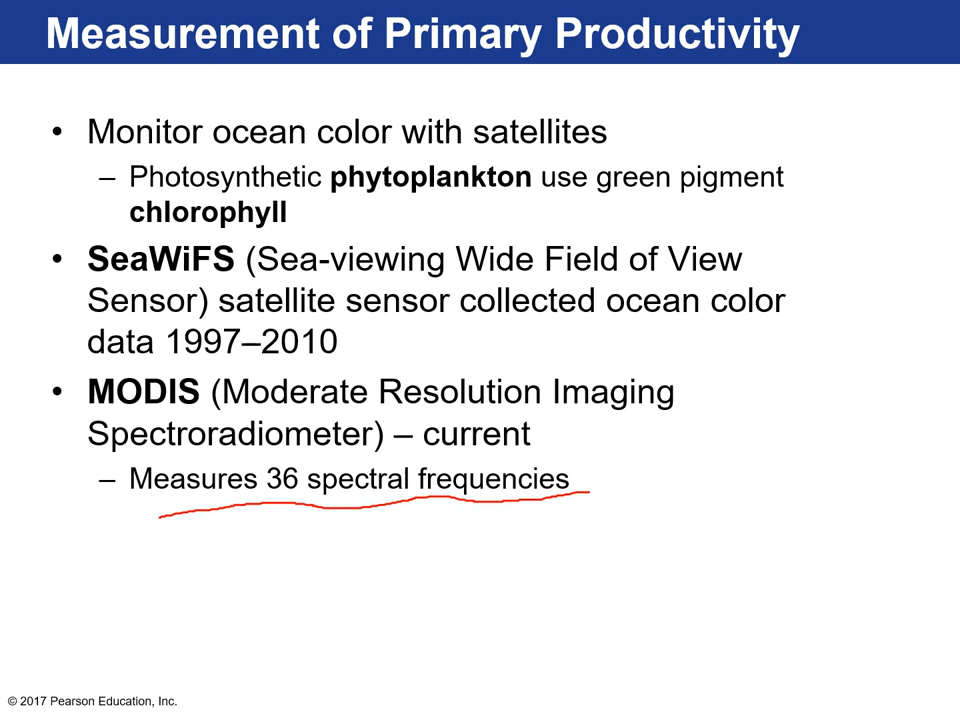 Measurement of Primary Productivity
• Monitor ocean color with satellites
– Photosynthetic phytoplankton use green pigment
chlorophyll
• SeaWiFS (Sea-viewing Wide Field of View
Sensor) satellite sensor collected ocean color
data 1997–2010
• MODIS (Moderate Resolution Imaging
Spectroradiometer) – current
– Measures 36 spectral frequencies
© 2017 Pearson Education, Inc.